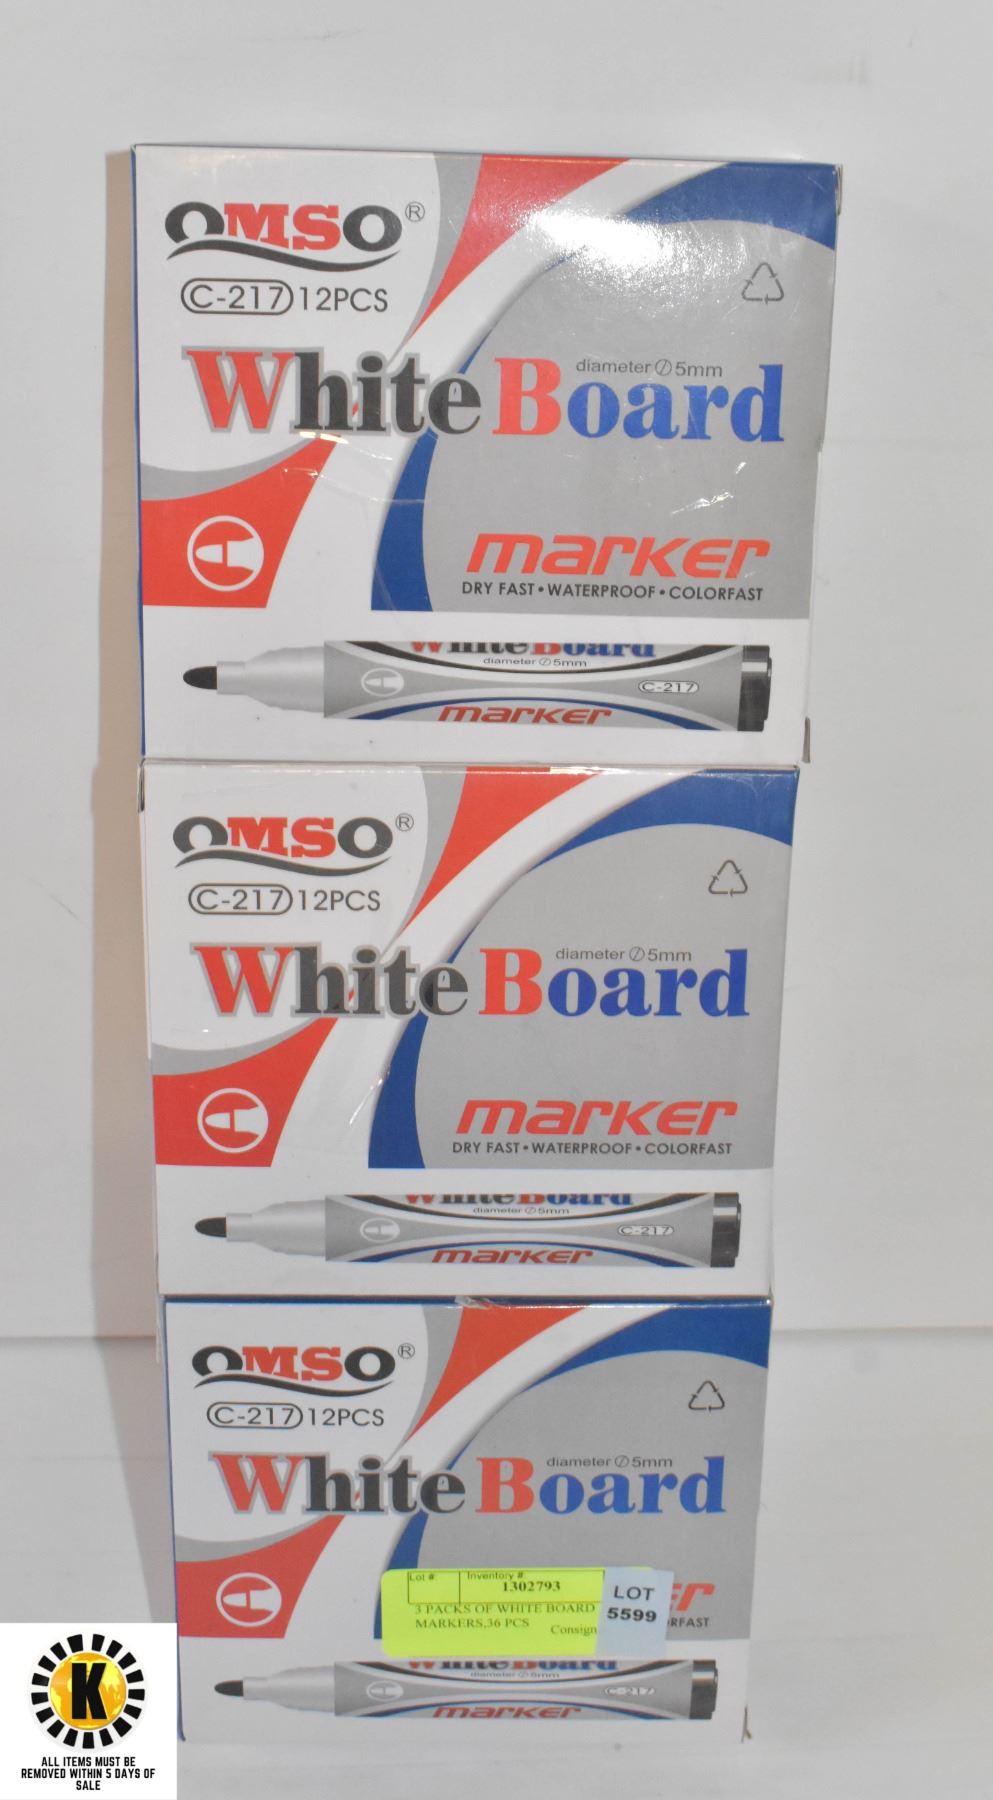 OMSO®
C-217 12PCS
diameter ∅ 5mm
White Board
A
marker
DRY FAST • WATERPROOF • COLORFAST
White Board
diameter ∅ 5mm
A
C-217
marker
OMSO®
C-217 12PCS
diameter ∅ 5mm
White Board
A
marker
DRY FAST • WATERPROOF • COLORFAST
White Board
diameter ∅ 5mm
A
C-217
marker
OMSO®
C-217 12PCS
diameter ∅ 5mm
White Board
A
er
RFAST
Lot # Inventory #
1302793
3 PACKS OF WHITE BOARD
MARKERS,36 PCS Consign
LOT
5599
White Board
diameter ∅ 5mm
A
C-217
marker
K
ALL ITEMS MUST BE
REMOVED WITHIN 5 DAYS OF
SALE